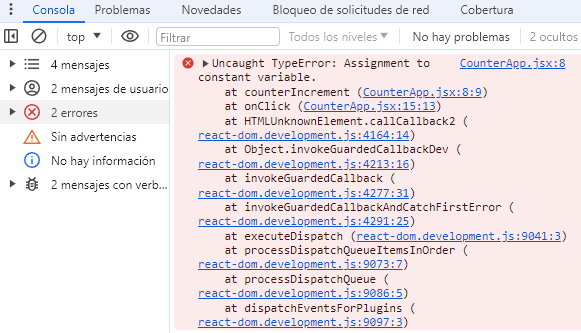 Consola Problemas Novedades Bloqueo de solicitudes de red Cobertura
top Filtrar Todos los niveles No hay problemas 2 ocultos
4 mensajes
2 mensajes de usuario
2 errores
Sin advertencias
No hay información
2 mensajes con verb…
Uncaught TypeError: Assignment to CounterApp.jsx:8
constant variable.
at counterIncrement (CounterApp.jsx:8:9)
at onClick (CounterApp.jsx:15:13)
at HTMLUnknownElement.callCallback2 (
react-dom.development.js:4164:14)
at Object.invokeGuardedCallbackDev (
react-dom.development.js:4213:16)
at invokeGuardedCallback (
react-dom.development.js:4277:31)
at invokeGuardedCallbackAndCatchFirstError (
react-dom.development.js:4291:25)
at executeDispatch (react-dom.development.js:9041:3)
at processDispatchQueueItemsInOrder (
react-dom.development.js:9073:7)
at processDispatchQueue (
react-dom.development.js:9086:5)
at dispatchEventsForPlugins (
react-dom.development.js:9097:3)